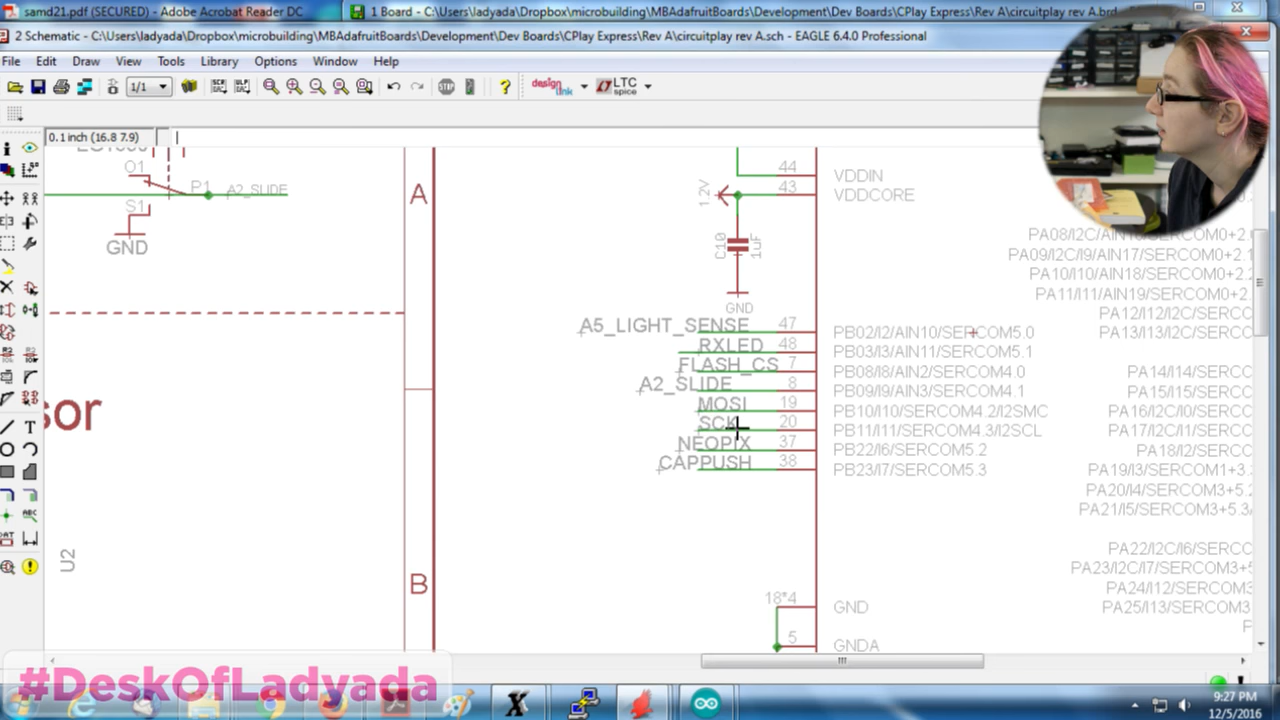 samd21.pdf (SECURED) - Adobe Acrobat Reader DC
1 Board - C:\Users\ladyada\Dropbox\microbuilding\MBAdafruitBoards\Development\Dev Boards\CPlay Express\Rev A\circuitplay rev A.brd
2 Schematic - C:\Users\ladyada\Dropbox\microbuilding\MBAdafruitBoards\Development\Dev Boards\CPlay Express\Rev A\circuitplay rev A.sch - EAGLE 6.4.0 Professional
File Edit Draw View Tools Library Options Window Help
1/1
SCR
ULP
STOP
design link
LTC spice
0.1 inch (16.8 7.9)
O1
P1
A2_SLIDE
S1
GND
A
44
VDDIN
43
VDDCORE
1.2V
C10
1uF
GND
A5_LIGHT_SENSE 47 PB02/I2/AIN10/SERCOM5.0
RXLED 48 PB03/I3/AIN11/SERCOM5.1
FLASH_CS 7 PB08/I8/AIN2/SERCOM4.0
A2_SLIDE 8 PB09/I9/AIN3/SERCOM4.1
MOSI 19 PB10/I10/SERCOM4.2/I2SMC
SCK 20 PB11/I11/SERCOM4.3/I2SCL
NEOPIX 37 PB22/I6/SERCOM5.2
CAPPUSH 38 PB23/I7/SERCOM5.3
PA08/I2C/AIN16/SERCOM0+2.
PA09/I2C/I9/AIN17/SERCOM0+2.1
PA10/I10/AIN18/SERCOM0+2.
PA11/I11/AIN19/SERCOM0+2.
PA12/I12/I2C/SERCO
PA13/I13/I2C/SERCO
PA14/I14/SERCO
PA15/I15/SERCO
PA16/I2C/I0/SERCO
PA17/I2C/I1/SERCO
PA18/I2/SERCO
PA19/I3/SERCOM1+3.
PA20/I4/SERCOM3+5.
PA21/I5/SERCOM3+5.3/
PA22/I2C/I6/SERCO
PA23/I2C/I7/SERCOM3+
PA24/I12/SERCOM3
PA25/I13/SERCOM3
sor
U2
B
18*4
GND
5
GNDA
#DeskOfLadyada
9:27 PM
12/5/2016